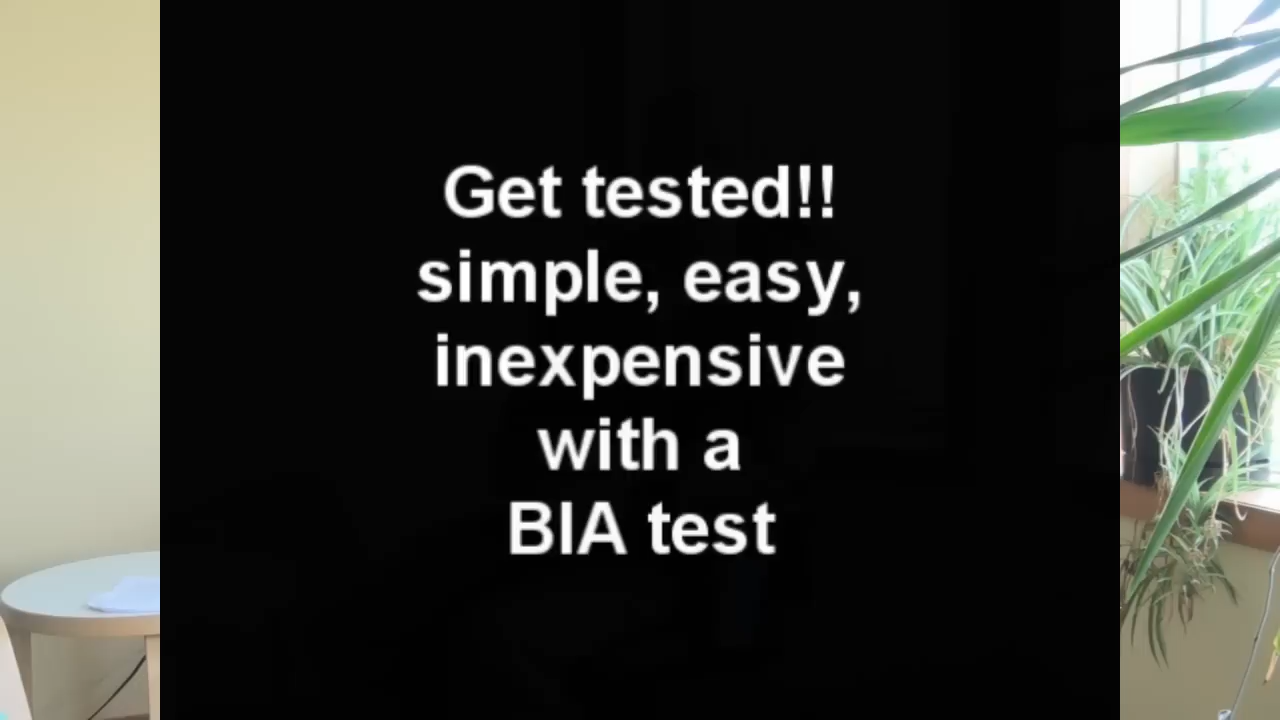 Get tested!!
simple, easy,
inexpensive
with a
BIA test